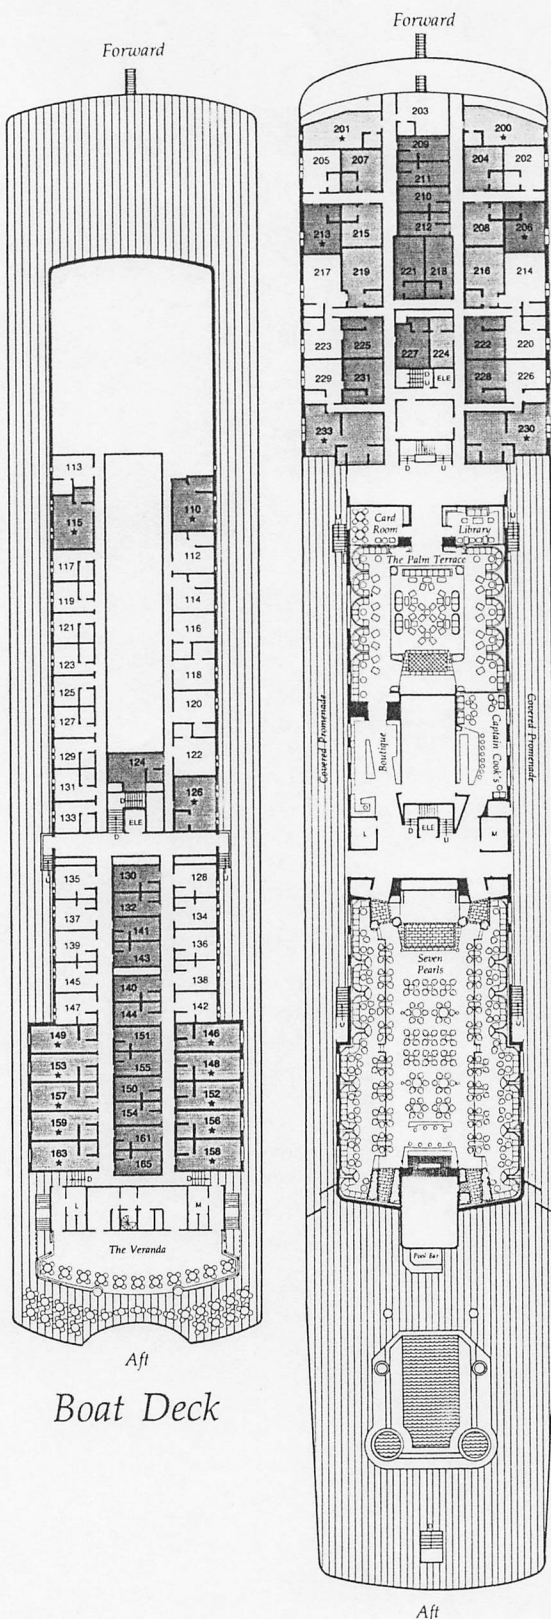 Forward
113
115
★
110
★
112
117
114
119
116
121
123
118
125
120
127
129
122
124
131
126
★
133
D
ELE
D
U
U
135
130
128
132
137
134
141
139
136
143
145
140
138
144
147
142
149
★
151
146
★
153
★
155
148
★
157
★
150
152
★
154
159
★
161
156
★
163
★
165
158
★
D
D
L
M
The Veranda
Aft
Boat Deck
Forward
203
201
★
200
★
209
205
207
204
202
211
210
213
★
215
212
208
206
★
217
219
221
218
216
214
223
225
227
224
222
220
229
231
D
U
ELE
228
226
233
★
230
★
D
U
Card
Room
Library
D
U
D
U
The Palm Terrace
Covered Promenade
Boutique
Captain Cook's
Covered Promenade
L
D
U
ELE
M
Seven
Pearls
U
U
Pool Bar
D
Aft